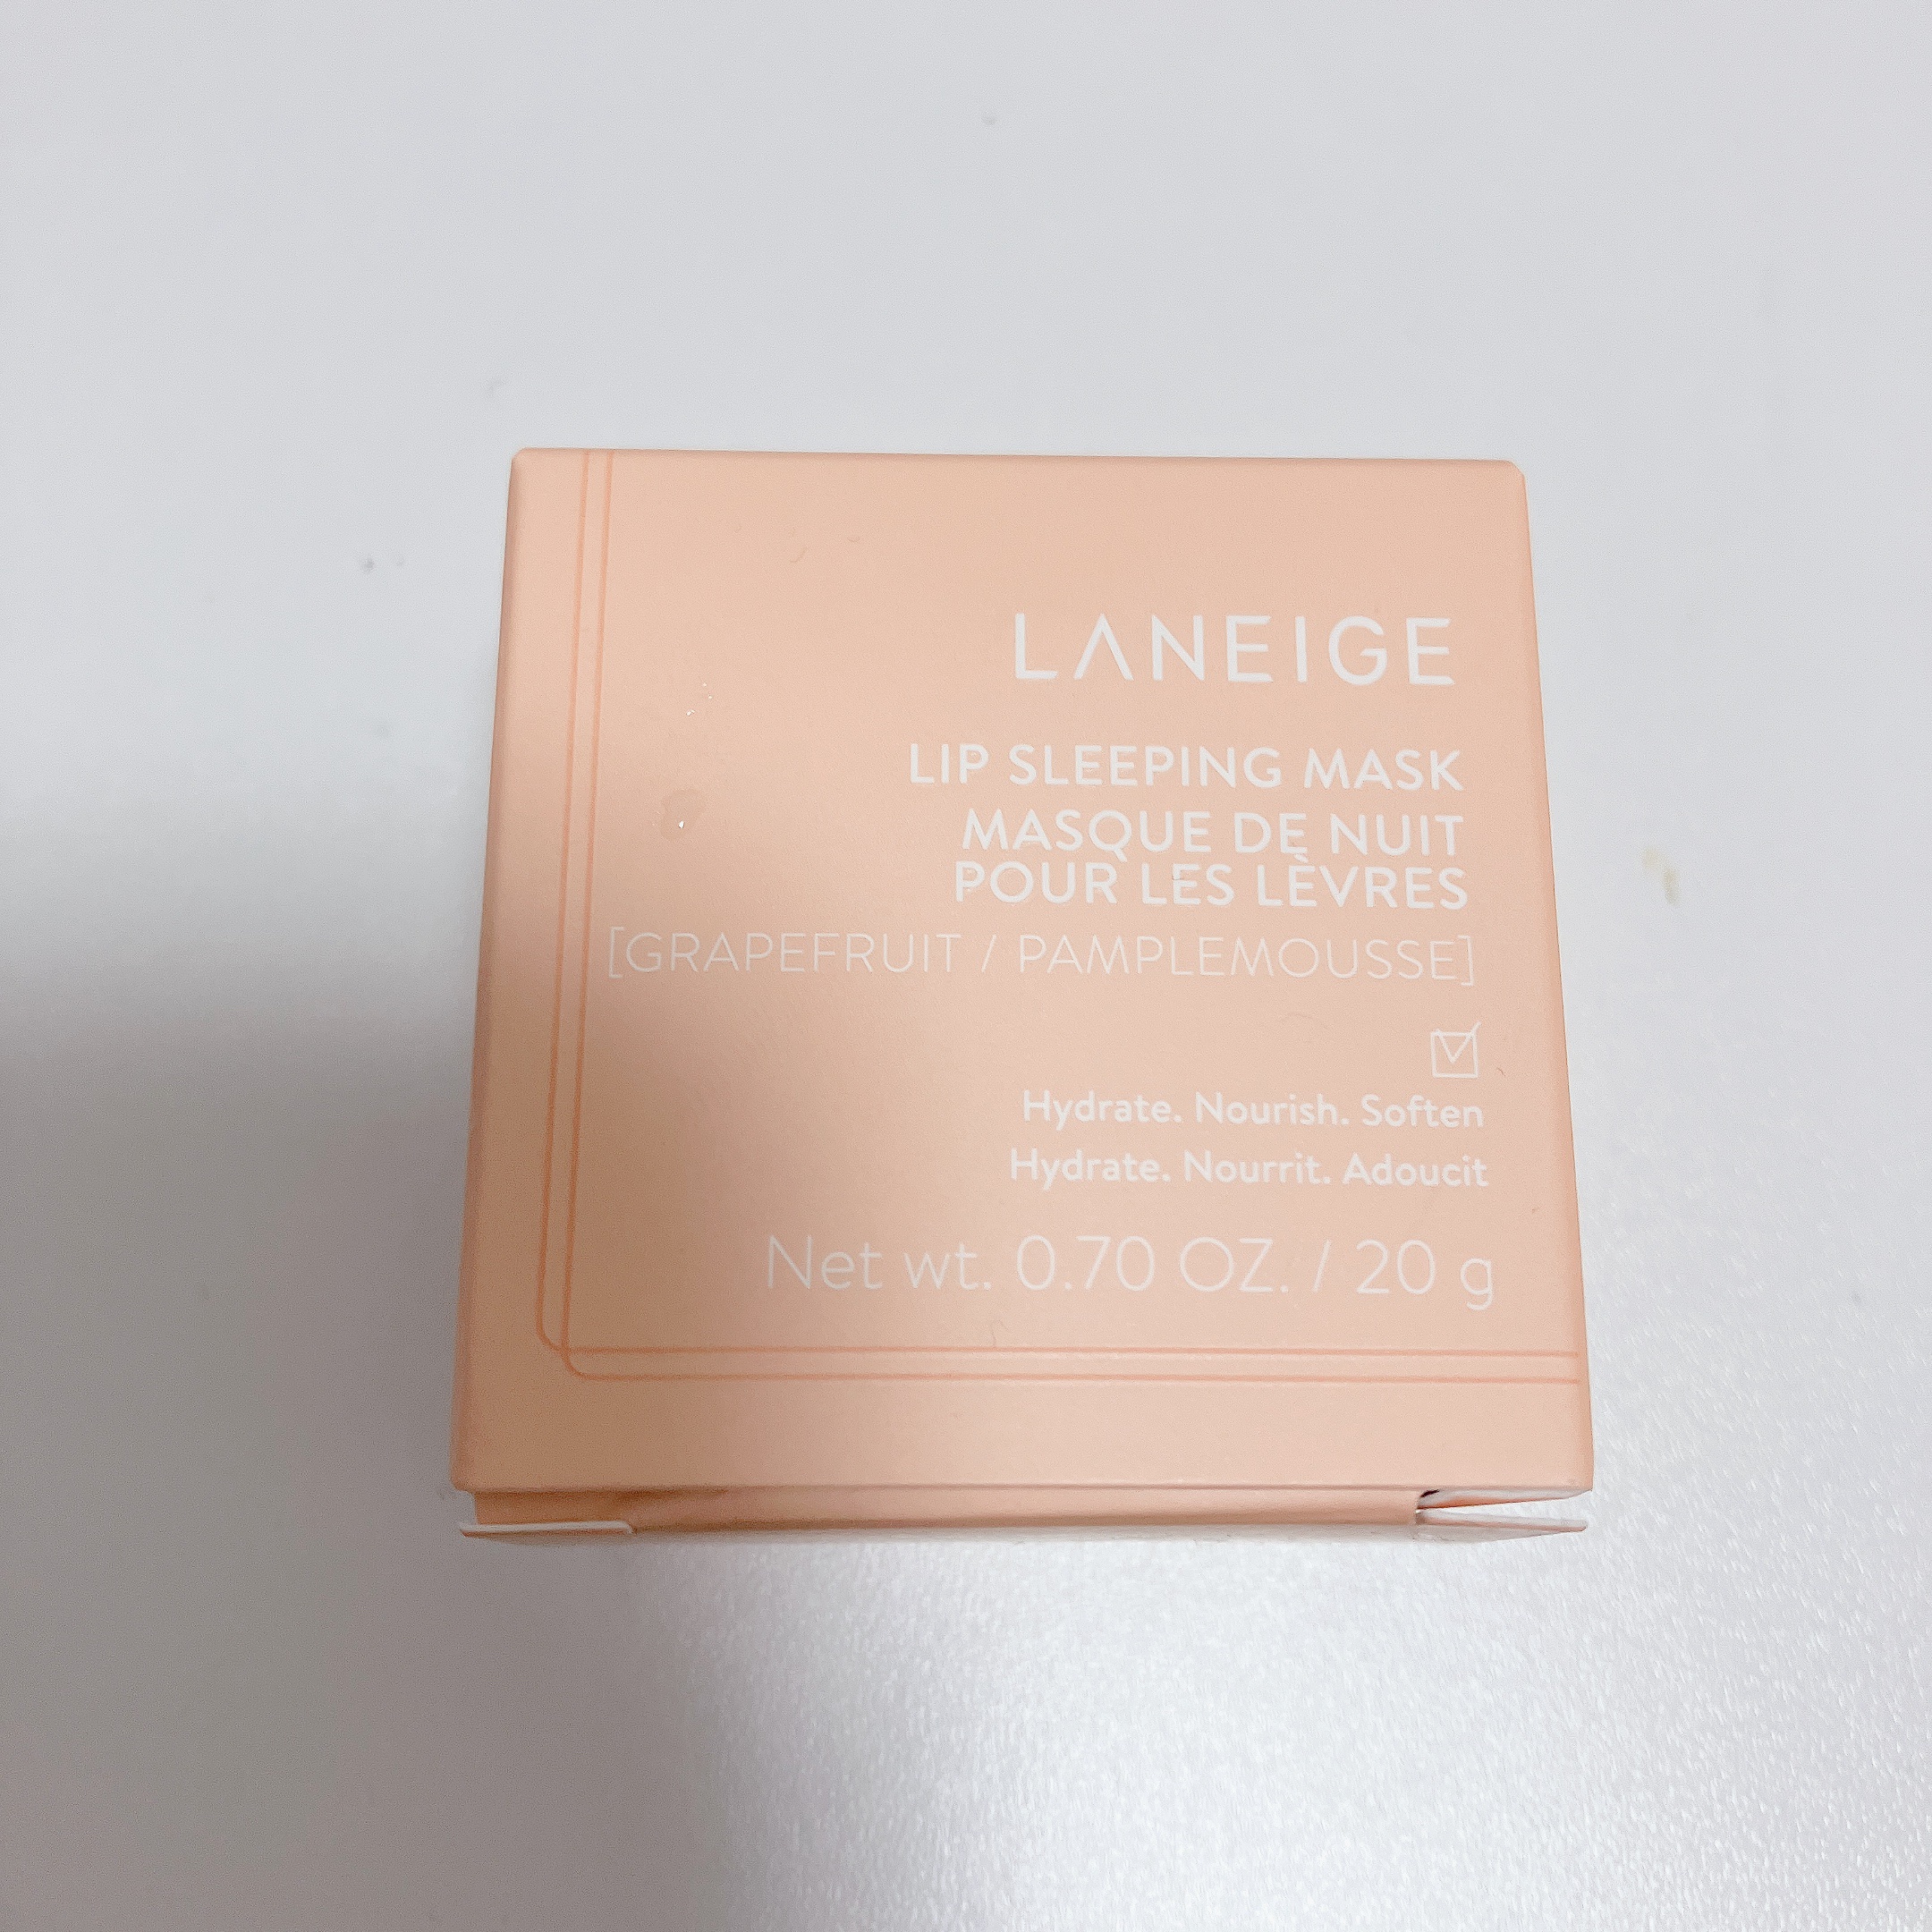 LANEIGE
LIP SLEEPING MASK
MASQUE DE NUIT
POUR LES LÈVRES
[GRAPEFRUIT / PAMPLEMOUSSE]
Hydrate. Nourish. Soften
Hydrate. Nourrit. Adoucit
Net wt. 0.70 OZ. / 20 g